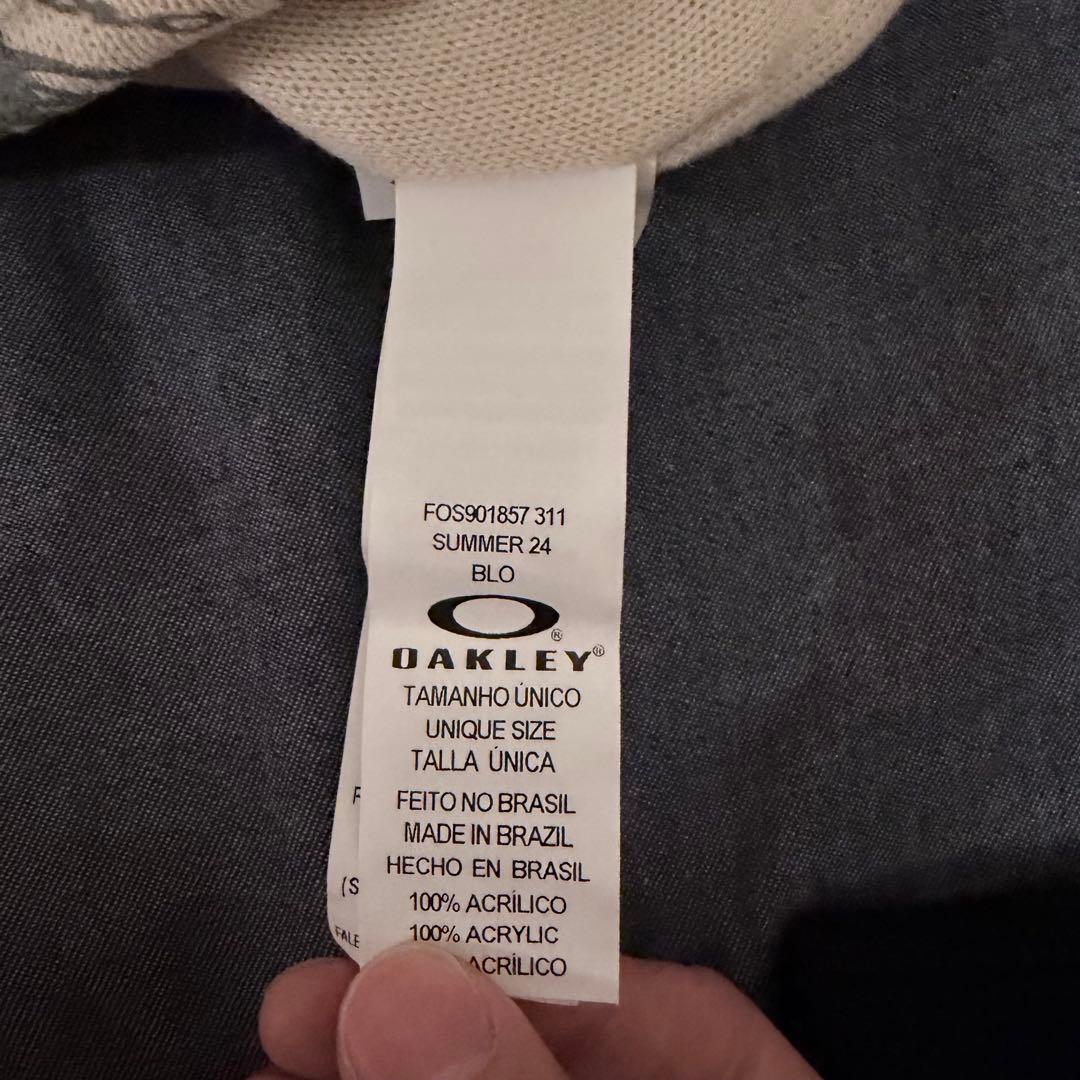 FOS901857 311
SUMMER 24
BLO
®
OAKLEY®
TAMANHO ÚNICO
UNIQUE SIZE
TALLA ÚNICA
FEITO NO BRASIL
MADE IN BRAZIL
HECHO EN BRASIL
100% ACRÍLICO
100% ACRYLIC
ACRÍLICO
(S
FALE